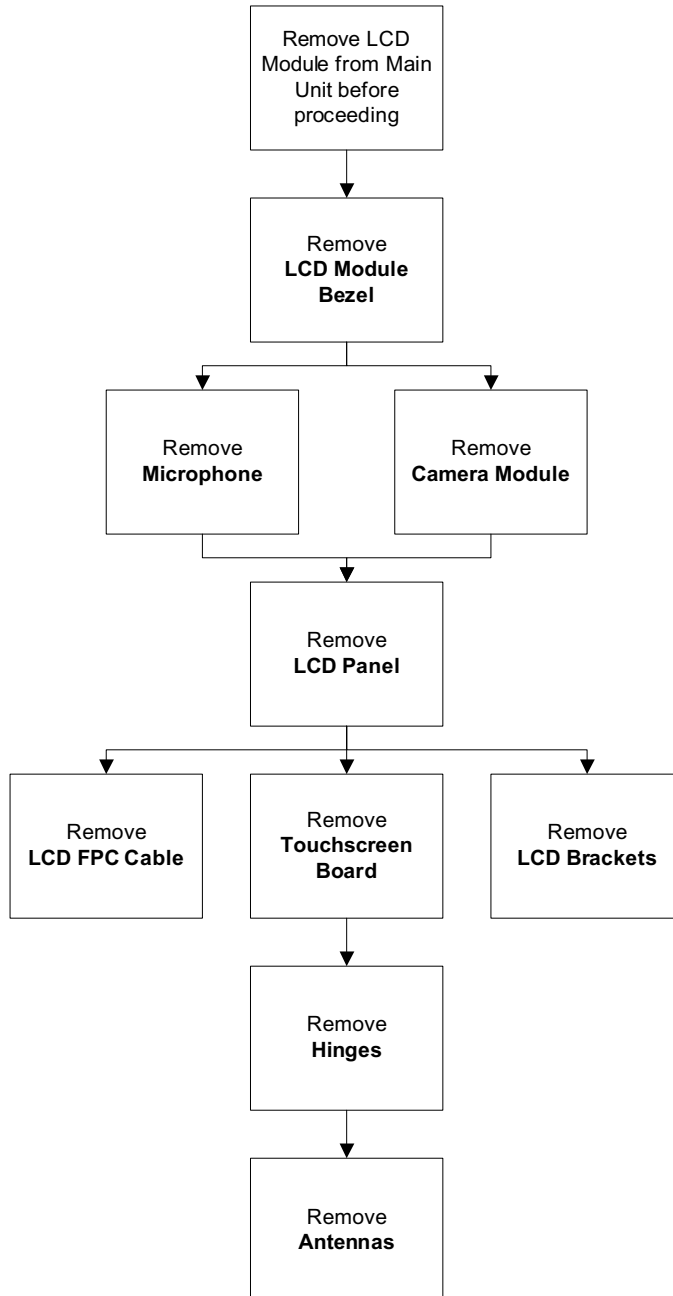 Remove LCD
Module from Main
Unit before
proceeding
Remove
LCD Module
Bezel
Remove
Microphone
Remove
Camera Module
Remove
LCD Panel
Remove
LCD FPC Cable
Remove
Touchscreen
Board
Remove
LCD Brackets
Remove
Hinges
Remove
Antennas